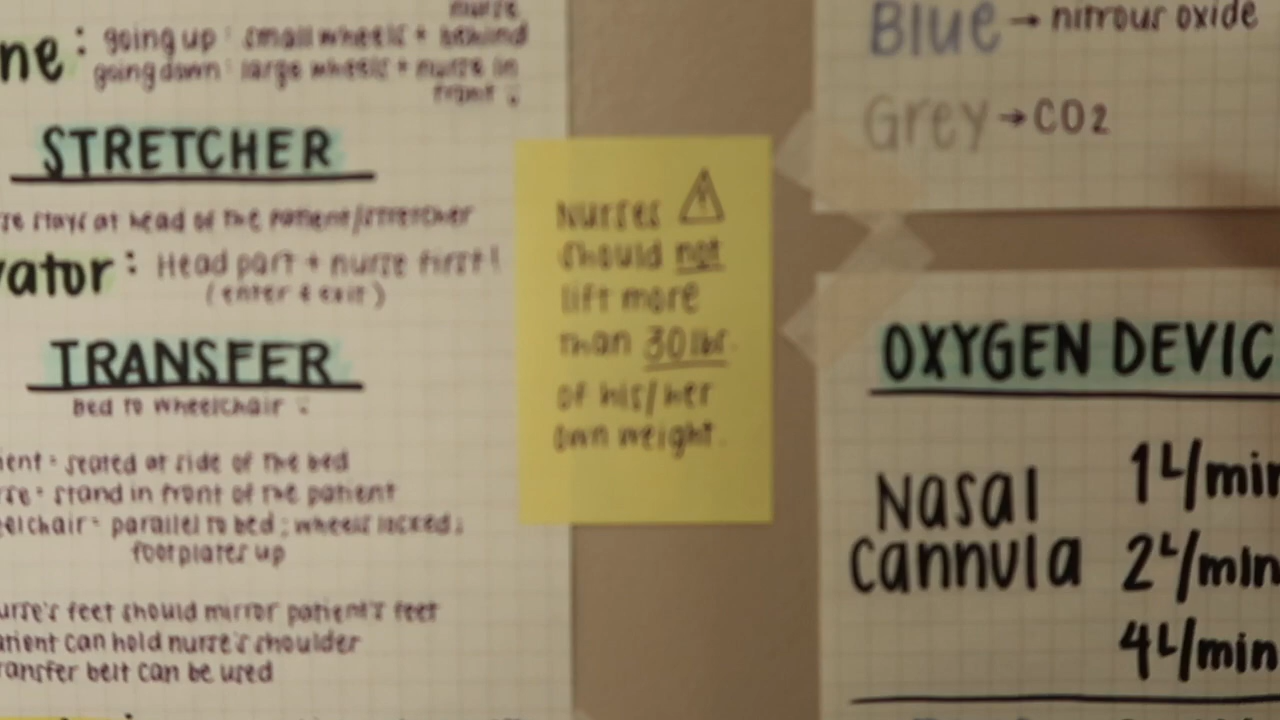 nurse
ne: going up: small wheels + behind
going down: large wheels + nurse in
front;
STRETCHER
se stays at head of the patient/stretcher
vator: Head part + nurse first!
(enter & exit)
TRANSFER
bed to wheelchair:
ient = seated at side of the bed
rse = stand in front of the patient
elchair = parallel to bed; wheels locked;
footplates up
urse's feet should mirror patient's feet
atient can hold nurse's shoulder
ransfer belt can be used
Nurses
should not
lift more
than 30 lbs.
of his/her
own weight.
Blue → nitrous oxide
Grey → CO2
OXYGEN DEVIC
Nasal
cannula
1 L/min
2 L/min
4 L/min